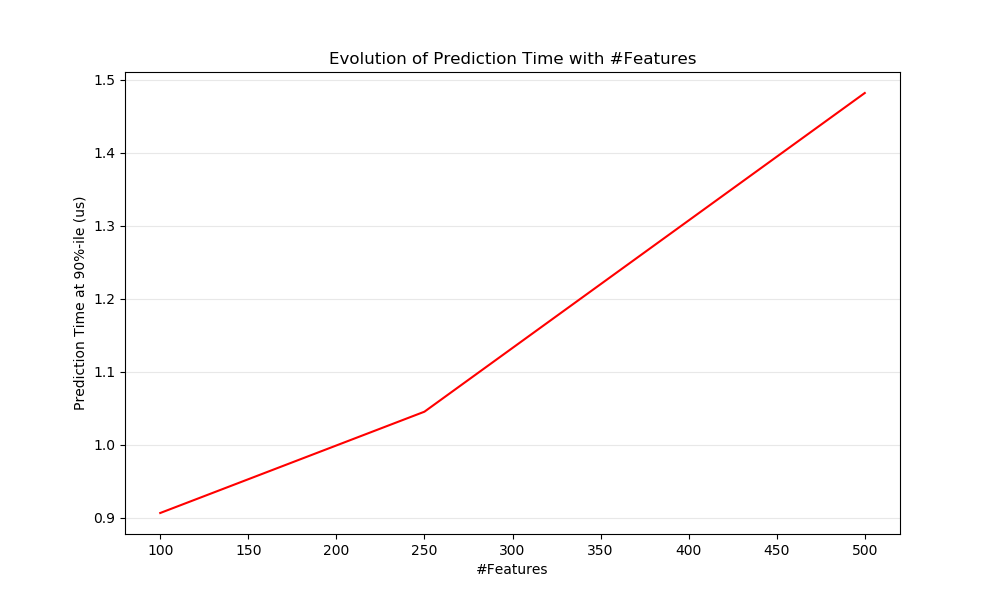 Evolution of Prediction Time with #Features
Prediction Time at 90%-ile (us)
1.5
1.4
1.3
1.2
1.1
1.0
0.9
100 150 200 250 300 350 400 450 500
#Features